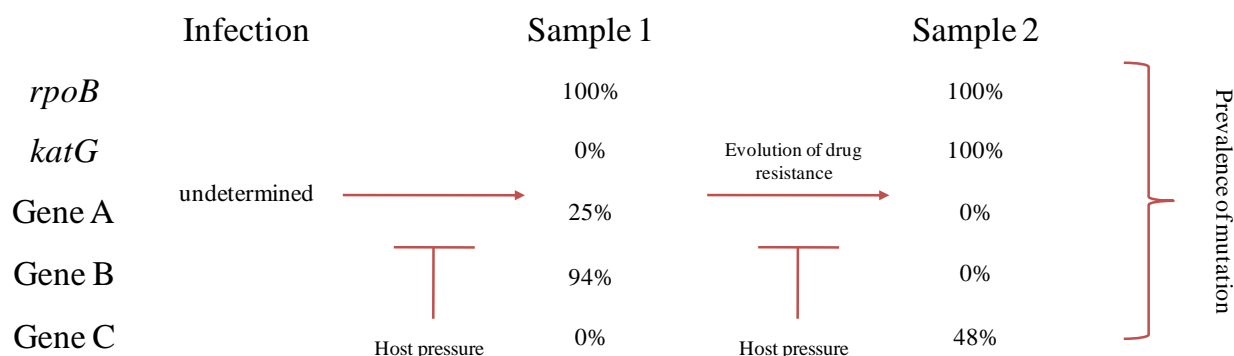 Infection Sample 1 Sample 2
rpoB 100% 100%
katG 0% 100%
Evolution of drug
resistance
undetermined
Gene A 25% 0%
Gene B 94% 0%
Gene C 0% 48%
Host pressure Host pressure
Prevalence of mutation